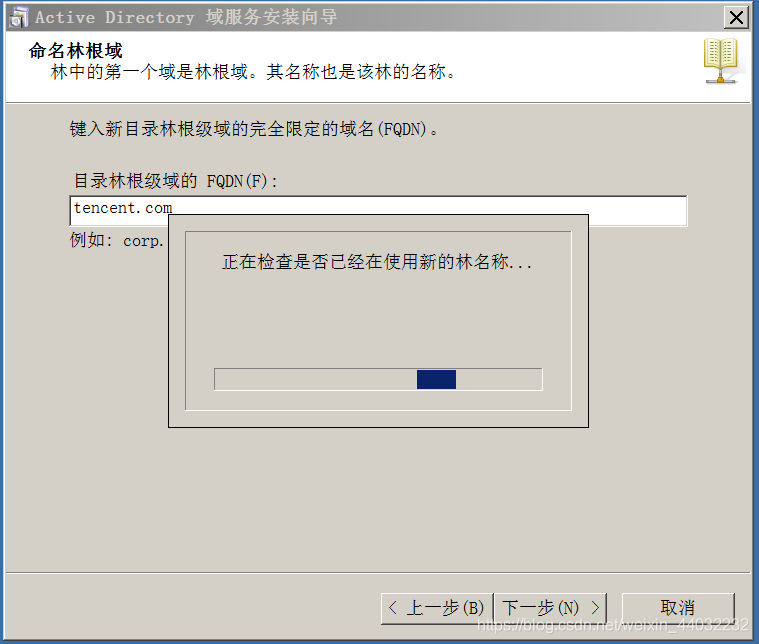 Active Directory 域服务安装向导
命名林根域
林中的第一个域是林根域。其名称也是该林的名称。
键入新目录林根级域的完全限定的域名(FQDN)。
目录林根级域的 FQDN(F):
tencent.com
例如: corp.
正在检查是否已经在使用新的林名称...
< 上一步(B)
下一步(N) >
取消
https://blog.csdn.net/weixin_44032232